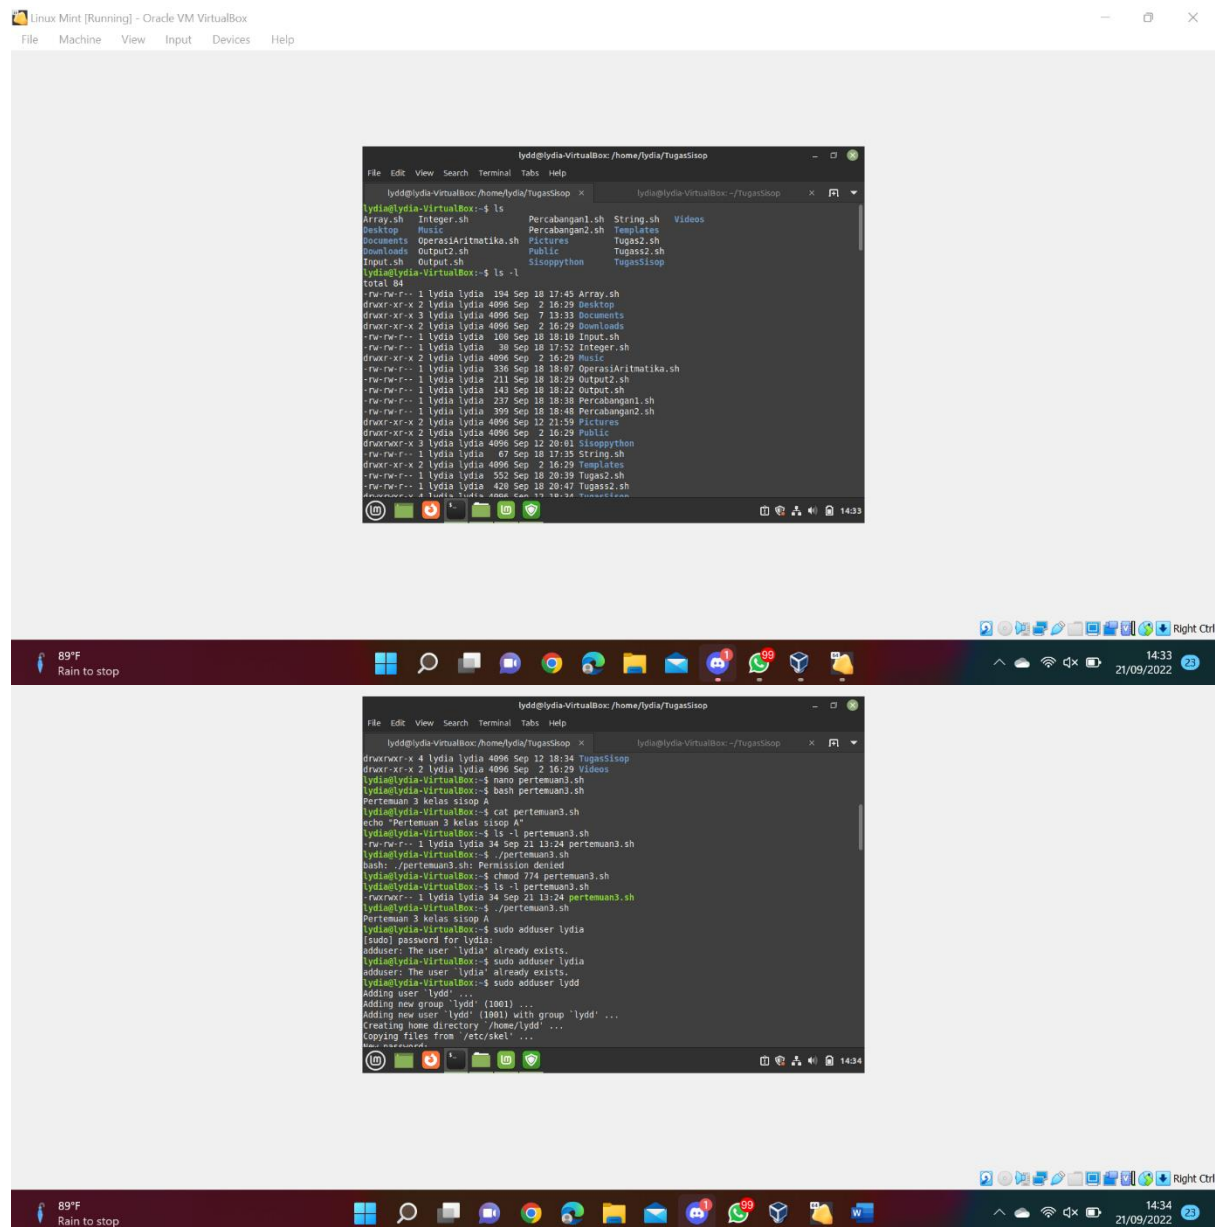 Linux Mint [Running] - Oracle VM VirtualBox
File Machine View Input Devices Help
lydd@lydia-VirtualBox: /home/lydia/TugasSisop
File Edit View Search Terminal Tabs Help
lydd@lydia-VirtualBox: /home/lydia/TugasSisop × lydia@lydia-VirtualBox: ~/TugasSisop ×
lydia@lydia-VirtualBox:~$ ls
Array.sh Integer.sh Percabangan1.sh String.sh Videos
Desktop Music Percabangan2.sh Templates
Documents OperasiAritmatika.sh Pictures Tugas2.sh
Downloads Output2.sh Public Tugass2.sh
Input.sh Output.sh Sisoppython TugasSisop
lydia@lydia-VirtualBox:~$ ls -l
total 84
-rw-rw-r-- 1 lydia lydia 194 Sep 18 17:45 Array.sh
drwxr-xr-x 2 lydia lydia 4096 Sep 2 16:29 Desktop
drwxr-xr-x 3 lydia lydia 4096 Sep 7 13:33 Documents
drwxr-xr-x 2 lydia lydia 4096 Sep 2 16:29 Downloads
-rw-rw-r-- 1 lydia lydia 100 Sep 18 18:10 Input.sh
-rw-rw-r-- 1 lydia lydia 30 Sep 18 17:52 Integer.sh
drwxr-xr-x 2 lydia lydia 4096 Sep 2 16:29 Music
-rw-rw-r-- 1 lydia lydia 336 Sep 18 18:07 OperasiAritmatika.sh
-rw-rw-r-- 1 lydia lydia 211 Sep 18 18:29 Output2.sh
-rw-rw-r-- 1 lydia lydia 143 Sep 18 18:22 Output.sh
-rw-rw-r-- 1 lydia lydia 237 Sep 18 18:38 Percabangan1.sh
-rw-rw-r-- 1 lydia lydia 399 Sep 18 18:48 Percabangan2.sh
drwxr-xr-x 2 lydia lydia 4096 Sep 12 21:59 Pictures
drwxr-xr-x 2 lydia lydia 4096 Sep 2 16:29 Public
drwxrwxr-x 3 lydia lydia 4096 Sep 12 20:01 Sisoppython
-rw-rw-r-- 1 lydia lydia 67 Sep 18 17:35 String.sh
drwxr-xr-x 2 lydia lydia 4096 Sep 2 16:29 Templates
-rw-rw-r-- 1 lydia lydia 552 Sep 18 20:39 Tugas2.sh
-rw-rw-r-- 1 lydia lydia 420 Sep 18 20:47 Tugass2.sh
drwxrwxr-x 4 lydia lydia 4096 Sep 12 18:34 TugasSisop
14:33
Right Ctrl
89°F
Rain to stop
1
99
14:33
21/09/2022
23
lydd@lydia-VirtualBox: /home/lydia/TugasSisop
File Edit View Search Terminal Tabs Help
lydd@lydia-VirtualBox: /home/lydia/TugasSisop × lydia@lydia-VirtualBox: ~/TugasSisop ×
drwxrwxr-x 4 lydia lydia 4096 Sep 12 18:34 TugasSisop
drwxr-xr-x 2 lydia lydia 4096 Sep 2 16:29 Videos
lydia@lydia-VirtualBox:~$ nano pertemuan3.sh
lydia@lydia-VirtualBox:~$ bash pertemuan3.sh
Pertemuan 3 kelas sisop A
lydia@lydia-VirtualBox:~$ cat pertemuan3.sh
echo "Pertemuan 3 kelas sisop A"
lydia@lydia-VirtualBox:~$ ls -l pertemuan3.sh
-rw-rw-r-- 1 lydia lydia 34 Sep 21 13:24 pertemuan3.sh
lydia@lydia-VirtualBox:~$ ./pertemuan3.sh
bash: ./pertemuan3.sh: Permission denied
lydia@lydia-VirtualBox:~$ chmod 774 pertemuan3.sh
lydia@lydia-VirtualBox:~$ ls -l pertemuan3.sh
-rwxrwxr-- 1 lydia lydia 34 Sep 21 13:24 pertemuan3.sh
lydia@lydia-VirtualBox:~$ ./pertemuan3.sh
Pertemuan 3 kelas sisop A
lydia@lydia-VirtualBox:~$ sudo adduser lydia
[sudo] password for lydia:
adduser: The user `lydia' already exists.
lydia@lydia-VirtualBox:~$ sudo adduser lydia
adduser: The user `lydia' already exists.
lydia@lydia-VirtualBox:~$ sudo adduser lydd
Adding user `lydd' ...
Adding new group `lydd' (1001) ...
Adding new user `lydd' (1001) with group `lydd' ...
Creating home directory `/home/lydd' ...
Copying files from `/etc/skel' ...
New password:
14:34
Right Ctrl
89°F
Rain to stop
1
99
14:34
21/09/2022
23